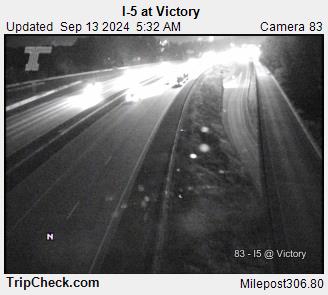 I-5 at Victory
Updated Sep 13 2024 5:32 AM Camera 83
T
N
83 - I5 @ Victory
TripCheck.com Milepost306.80